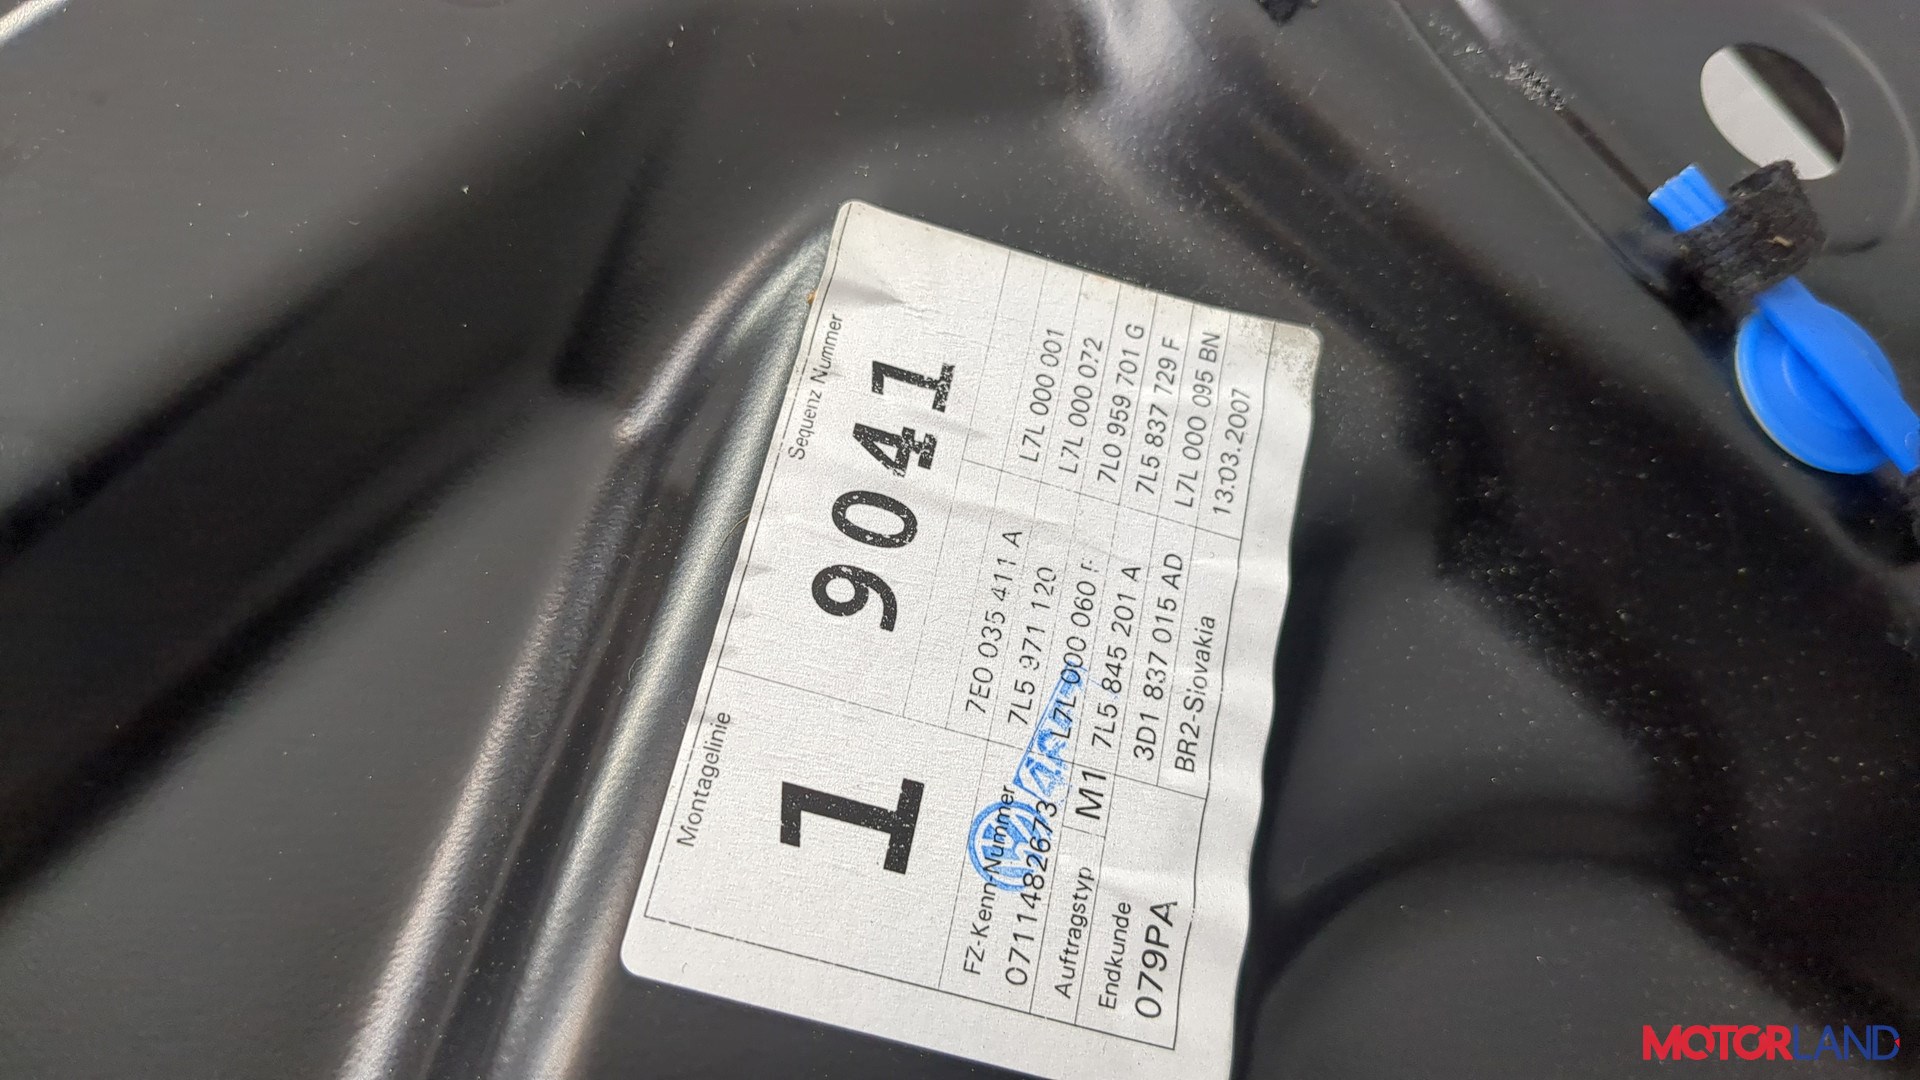 Montagelinie
Sequenz Nummer
1
9041
FZ-Kenn-Nummer
0711482673
Auftragstyp
M1
Endkunde
079PA
7E0 035 411 A
7L5 971 120
L7L 000 060 F
7L5 845 201 A
3D1 837 015 AD
BR2-Slovakia
L7L 000 001
L7L 000 072
7L0 959 701 G
7L5 837 729 F
L7L 000 095 BN
13.03.2007
MOTORLAND